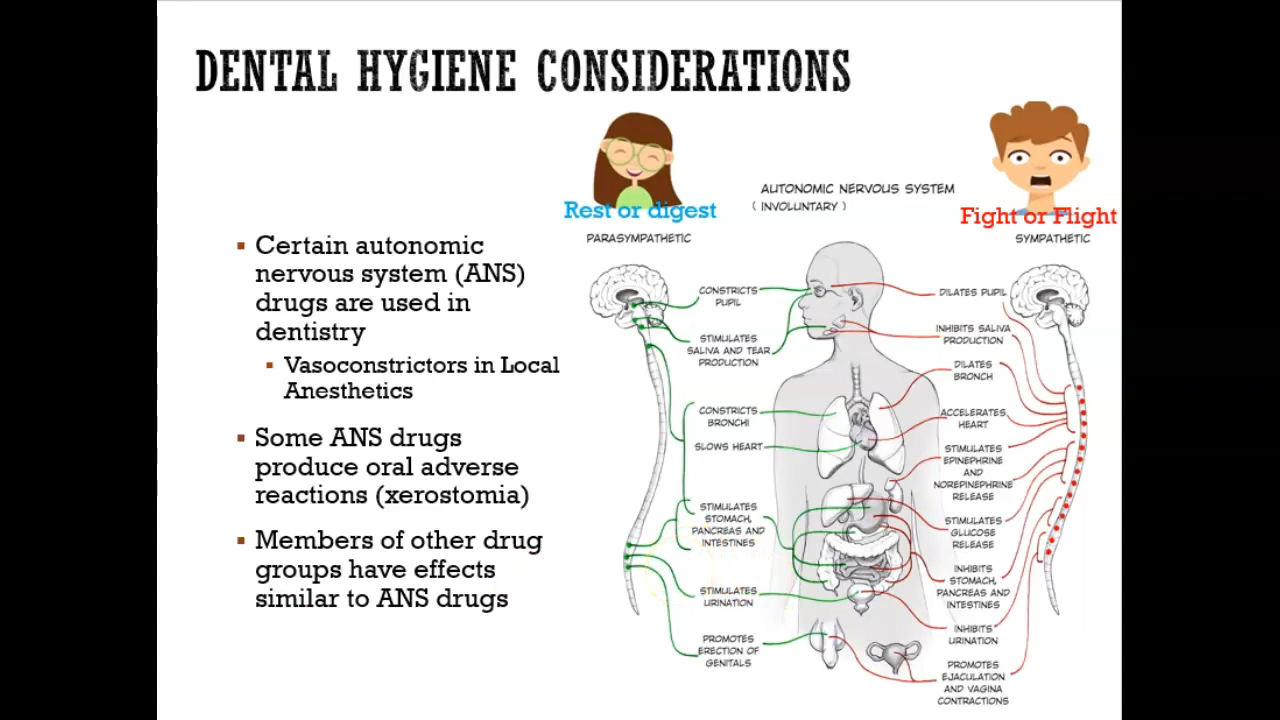 DENTAL HYGIENE CONSIDERATIONS
Certain autonomic
nervous system (ANS)
drugs are used in
dentistry
Vasoconstrictors in Local
Anesthetics
Some ANS drugs
produce oral adverse
reactions (xerostomia)
Members of other drug
groups have effects
similar to ANS drugs
Rest or digest
AUTONOMIC NERVOUS SYSTEM
( INVOLUNTARY )
Fight or Flight
PARASYMPATHETIC
SYMPATHETIC
CONSTRICTS
PUPIL
STIMULATES
SALIVA AND TEAR
PRODUCTION
CONSTRICTS
BRONCHI
SLOWS HEART
STIMULATES
STOMACH,
PANCREAS AND
INTESTINES
STIMULATES
URINATION
PROMOTES
ERECTION OF
GENITALS
DILATES PUPIL
INHIBITS SALIVA
PRODUCTION
DILATES
BRONCH
ACCELERATES
HEART
STIMULATES
EPINEPHRINE
AND
NOREPINEPHRINE
RELEASE
STIMULATES
GLUCOSE
RELEASE
INHIBITS
STOMACH,
PANCREAS AND
INTESTINES
INHIBITS
URINATION
PROMOTES
EJACULATION
AND VAGINA
CONTRACTIONS